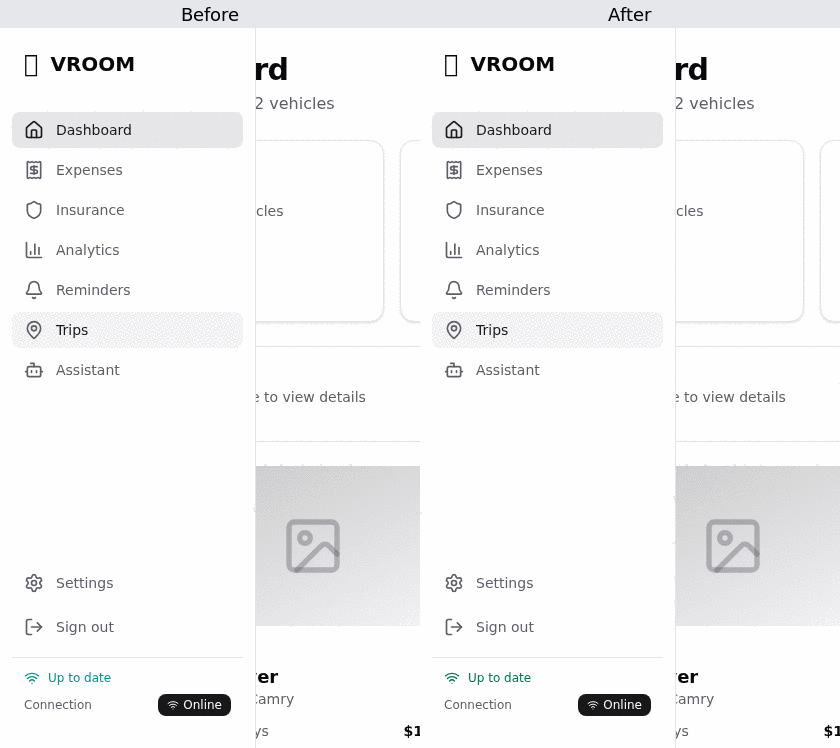 Before
After
VROOM
Dashboard
Expenses
Insurance
Analytics
Reminders
Trips
Assistant
Settings
Sign out
Up to date
Connection
Online
rd
2 vehicles
cles
e to view details
er
Camry
ys
$1
VROOM
Dashboard
Expenses
Insurance
Analytics
Reminders
Trips
Assistant
Settings
Sign out
Up to date
Connection
Online
rd
2 vehicles
cles
e to view details
er
Camry
ys
$1